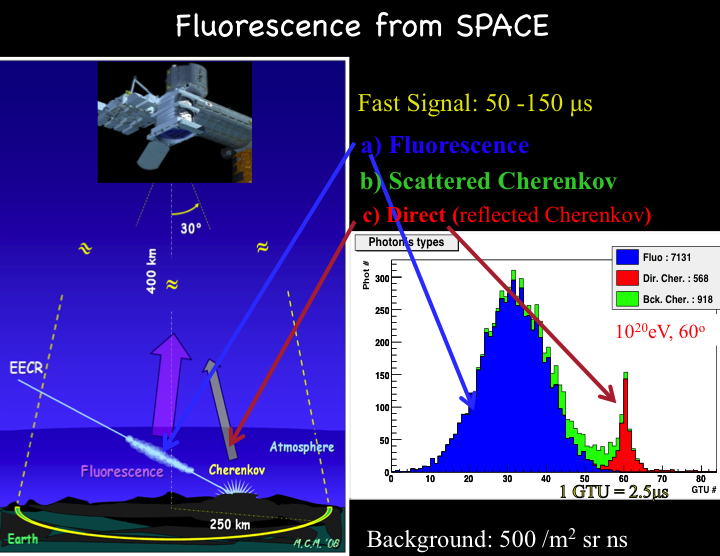 Fluorescence from SPACE
30°
400 km
EECR
Atmosphere
Fluorescence
Cherenkov
250 km
Earth
M.C.M. '08
Fast Signal: 50 -150 μs
a) Fluorescence
b) Scattered Cherenkov
c) Direct (reflected Cherenkov)
Photons types
Phot #
300
250
200
150
100
50
0
0 10 20 30 40 50 60 70 80
GTU #
Fluo : 7131
Dir. Cher. : 568
Bck. Cher. : 918
10²⁰eV, 60º
1 GTU = 2.5μs
Background: 500 /m² sr ns